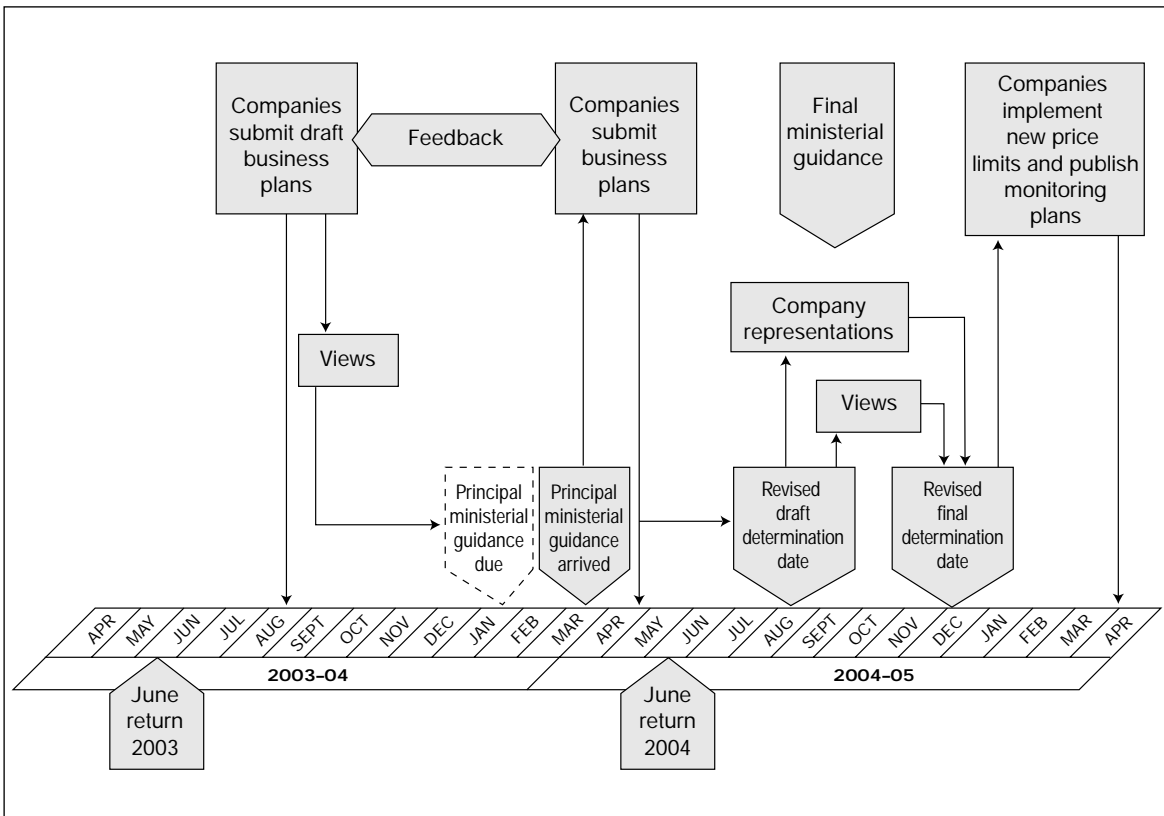 Companies
submit draft
business
plans
Feedback
Companies
submit
business
plans
Final
ministerial
guidance
Companies
implement
new price
limits and publish
monitoring
plans
Views
Company
representations
Views
Principal
ministerial
guidance
due
Principal
ministerial
guidance
arrived
Revised
draft
determination
date
Revised
final
determination
date
APR MAY JUN JUL AUG SEPT OCT NOV DEC JAN FEB MAR APR MAY JUN JUL AUG SEPT OCT NOV DEC JAN FEB MAR APR
2003–04 2004–05
June
return
2003
June
return
2004